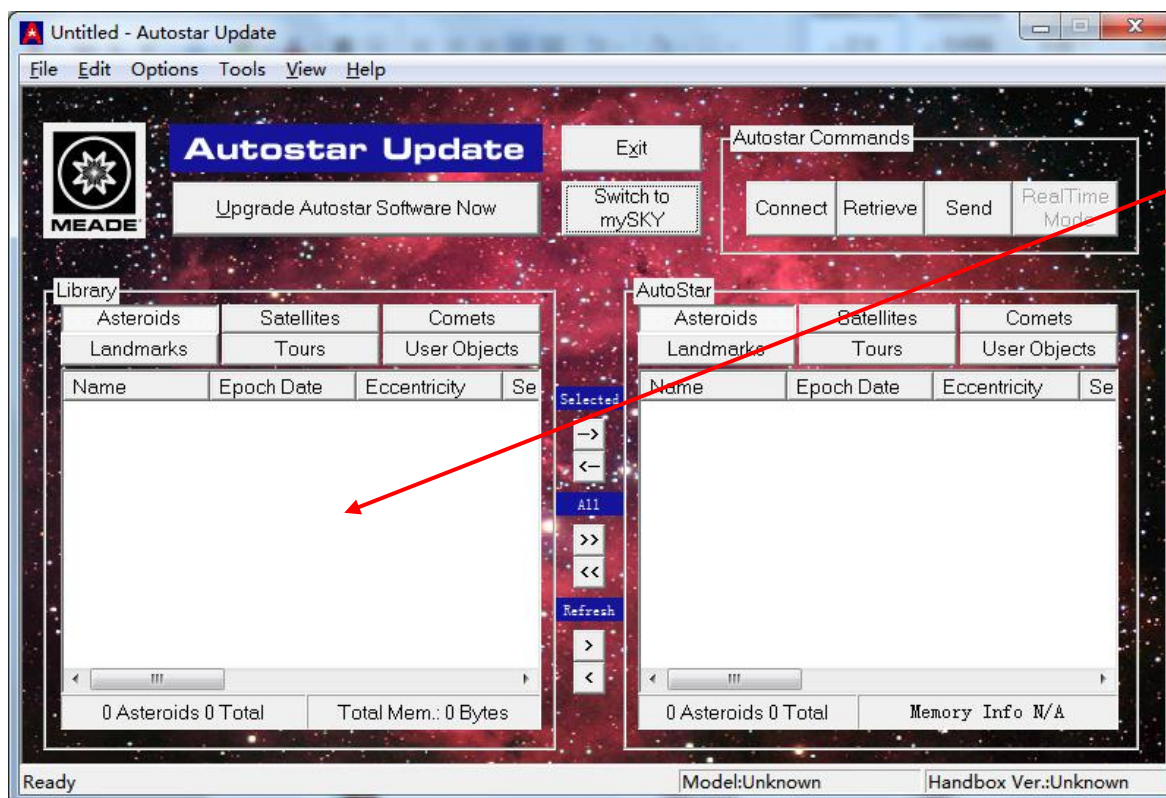 Untitled - Autostar Update
File Edit Options Tools View Help
MEADE
Autostar Update
Upgrade Autostar Software Now
Exit
Switch to
mySKY
Autostar Commands
Connect Retrieve Send RealTime
Mode
Library
Asteroids Satellites Comets
Landmarks Tours User Objects
Name Epoch Date Eccentricity Se
0 Asteroids 0 Total Total Mem.: 0 Bytes
Selected
-->
<--
All
>>
<<
Refresh
>
<
AutoStar
Asteroids Satellites Comets
Landmarks Tours User Objects
Name Epoch Date Eccentricity Se
0 Asteroids 0 Total Memory Info N/A
Ready Model:Unknown Handbox Ver.:Unknown